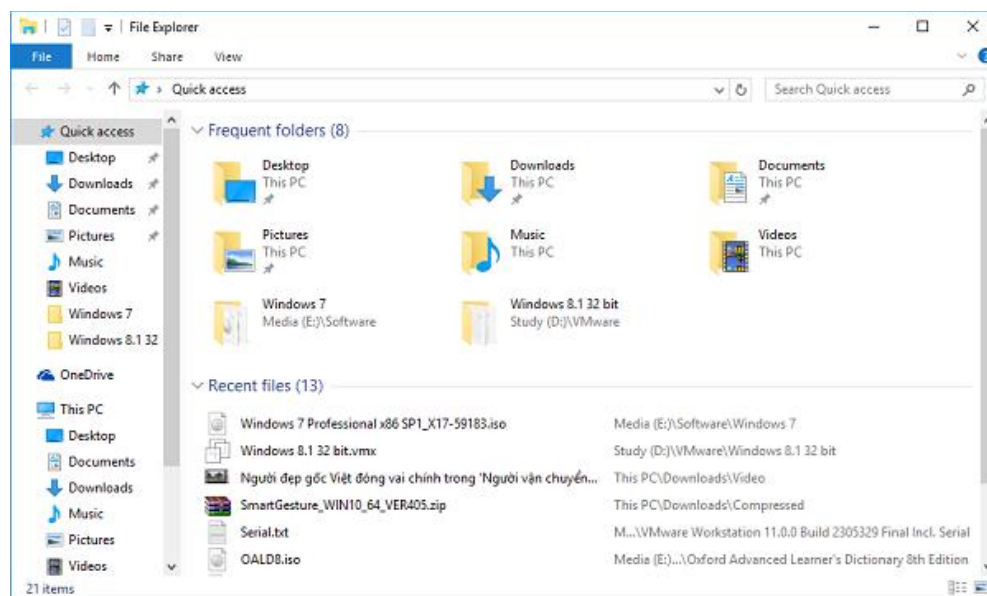 File Explorer
File Home Share View
Quick access Search Quick access
Quick access
Desktop
Downloads
Documents
Pictures
Music
Videos
Windows 7
Windows 8.1 32
OneDrive
This PC
Desktop
Documents
Downloads
Music
Pictures
Videos
Frequent folders (8)
Desktop
This PC
Downloads
This PC
Documents
This PC
Pictures
This PC
Music
This PC
Videos
This PC
Windows 7
Media (E:)\Software
Windows 8.1 32 bit
Study (D:)\VMware
Recent files (13)
Windows 7 Professional x86 SP1_X17-59183.iso Media (E:)\Software\Windows 7
Windows 8.1 32 bit.vmx Study (D:)\VMware\Windows 8.1 32 bit
Người đẹp gốc Việt đóng vai chính trong 'Người vận chuyển... This PC\Downloads\Video
SmartGesture_WIN10_64_VER405.zip This PC\Downloads\Compressed
Serial.txt M...\VMware Workstation 11.0.0 Build 2305329 Final Incl. Serial
OALD8.iso Media (E:)...\Oxford Advanced Learner's Dictionary 8th Edition
21 items